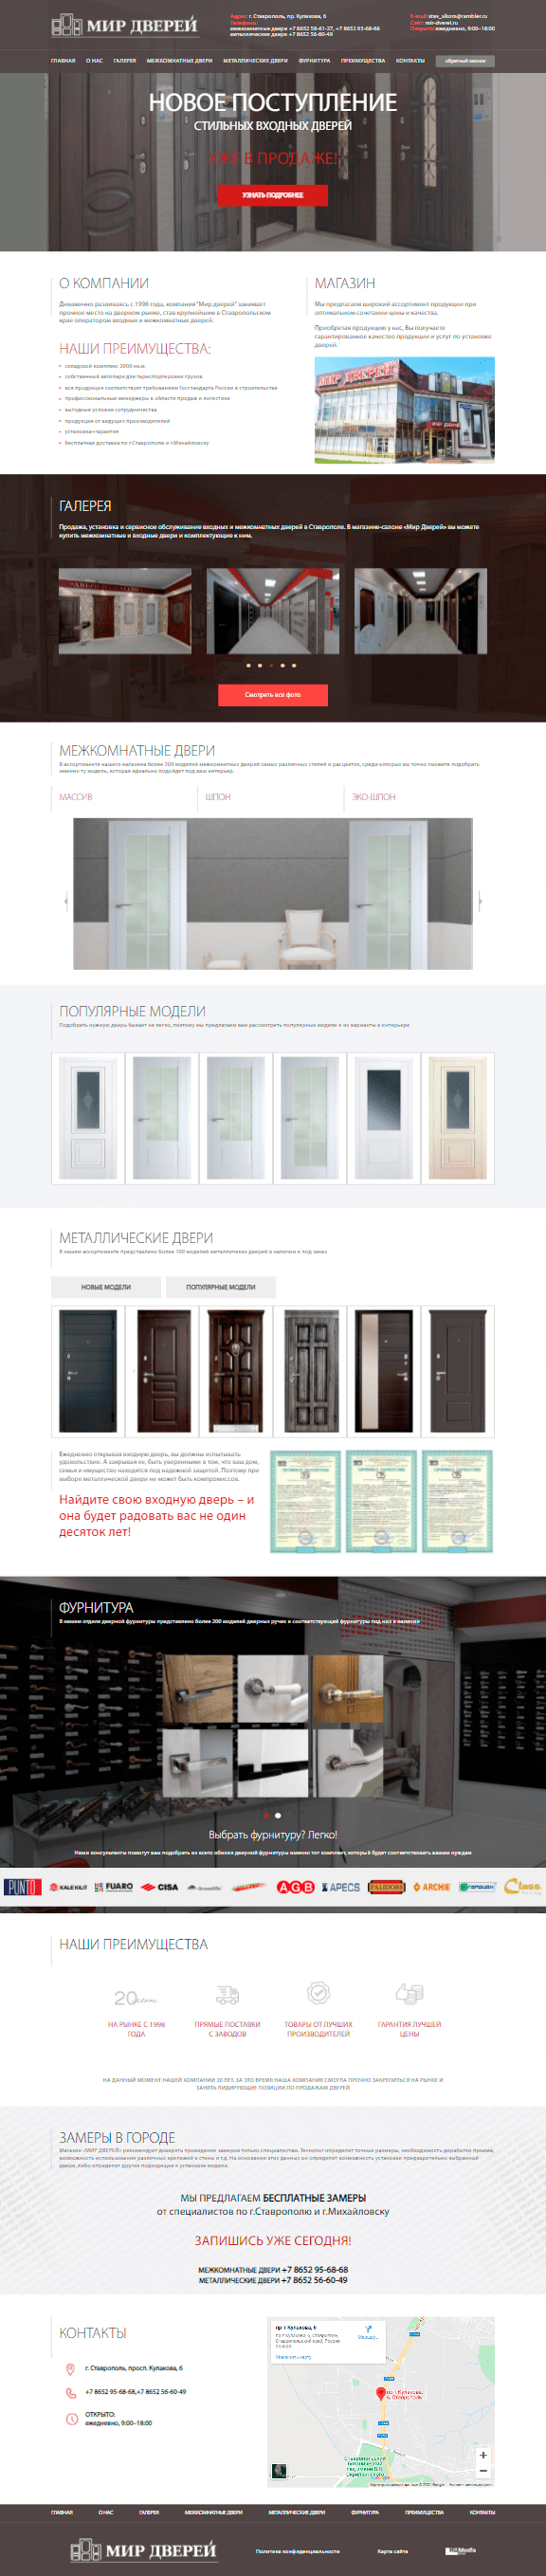 МИР ДВЕРЕЙ
Адрес: г. Ставрополь, пр. Кулакова, 6
Телефоны:
межкомнатные двери +7 8652 56-61-27, +7 8652 95-68-68
металлические двери +7 8652 56-60-49
E-mail: stav_sikom@rambler.ru
Сайт: mir-dverei.ru
Открыто: ежедневно, 9:00–18:00
ГЛАВНАЯ О НАС ГАЛЕРЕЯ МЕЖКОМНАТНЫЕ ДВЕРИ МЕТАЛЛИЧЕСКИЕ ДВЕРИ ФУРНИТУРА ПРЕИМУЩЕСТВА КОНТАКТЫ обратный звонок
НОВОЕ ПОСТУПЛЕНИЕ
СТИЛЬНЫХ ВХОДНЫХ ДВЕРЕЙ
УЖЕ В ПРОДАЖЕ!
УЗНАТЬ ПОДРОБНЕЕ
О КОМПАНИИ
Динамично развиваясь с 1998 года, компания "Мир дверей" занимает
прочное место на дверном рынке, став крупнейшим в Ставропольском
крае оператором входных и межкомнатных дверей.
НАШИ ПРЕИМУЩЕСТВА:
складской комплекс 2000 кв.м.
собственный автопарк для транспортировки грузов
вся продукция соответствует требованиям Госстандарта России в строительстве
профессиональные менеджеры в области продаж и логистики
выгодные условия сотрудничества
продукция от ведущих производителей
установка+гарантия
бесплатная доставка по г.Ставрополю и г.Михайловску
МАГАЗИН
Мы предлагаем широкий ассортимент продукции при
оптимальном сочетании цены и качества.
Приобретая продукцию у нас, Вы получаете
гарантированное качество продукции и услуг по установке
дверей.
МИР ДВЕРЕЙ
МИР ДВЕРЕЙ
ГАЛЕРЕЯ
Продажа, установка и сервисное обслуживание входных и межкомнатных дверей в Ставрополе. В магазине-салоне «Мир Дверей» вы можете
купить межкомнатные и входные двери и комплектующие к ним.
Смотреть все фото
МЕЖКОМНАТНЫЕ ДВЕРИ
В ассортименте нашего магазина более 200 моделей межкомнатных дверей самых различных стилей и расцветок, среди которых вы точно сможете подобрать
именно ту модель, которая идеально подойдет под ваш интерьер.
МАССИВ ШПОН ЭКО-ШПОН
ПОПУЛЯРНЫЕ МОДЕЛИ
Подобрать нужную дверь бывает не легко, поэтому мы предлагаем вам рассмотреть популярные модели и их варианты в интерьере
МЕТАЛЛИЧЕСКИЕ ДВЕРИ
В нашем ассортименте представлено более 100 моделей металлических дверей в наличии и под заказ
НОВЫЕ МОДЕЛИ ПОПУЛЯРНЫЕ МОДЕЛИ
Ежедневно открывая входную дверь, вы должны испытывать
удовольствие. А закрывая ее, быть уверенными в том, что ваш дом,
семья и имущество находятся под надежной защитой. Поэтому при
выборе металлической двери не может быть компромиссов.
Найдите свою входную дверь – и
она будет радовать вас не один
десяток лет!
ФУРНИТУРА
В нашем отделе дверной фурнитуры представлено более 300 моделей дверных ручек и соответствующей фурнитуры под них в наличии
Выбрать фурнитуру? Легко!
Наши консультанты помогут вам подобрать из всего обилия дверной фурнитуры именно тот комплект, который будет соответствовать вашим нуждам
PUNTO KALE KILIT FUARO CISA AGB APECS PALIDORE ARCHIE ГАРДИАН Class
НАШИ ПРЕИМУЩЕСТВА
20 лет
НА РЫНКЕ С 1998
ГОДА
ПРЯМЫЕ ПОСТАВКИ
С ЗАВОДОВ
ТОВАРЫ ОТ ЛУЧШИХ
ПРОИЗВОДИТЕЛЕЙ
ГАРАНТИЯ ЛУЧШЕЙ
ЦЕНЫ
НА ДАННЫЙ МОМЕНТ НАШЕЙ КОМПАНИИ 20 ЛЕТ. ЗА ЭТО ВРЕМЯ НАША КОМПАНИЯ СМОГЛА ПРОЧНО ЗАКРЕПИТЬСЯ НА РЫНКЕ И
ЗАНЯТЬ ЛИДИРУЮЩИЕ ПОЗИЦИИ ПО ПРОДАЖАМ ДВЕРЕЙ
ЗАМЕРЫ В ГОРОДЕ
Магазин «МИР ДВЕРЕЙ» рекомендует доверять проведение замеров только специалистам. Технолог определит точные размеры, необходимость доработки проема,
возможность использования различных креплений к стенам и т.д. На основании этих данных он определит возможность установки предварительно выбранной
двери, либо определит другие подходящие к установке модели.
МЫ ПРЕДЛАГАЕМ БЕСПЛАТНЫЕ ЗАМЕРЫ
от специалистов по г.Ставрополю и г.Михайловску
ЗАПИШИСЬ УЖЕ СЕГОДНЯ!
МЕЖКОМНАТНЫЕ ДВЕРИ +7 8652 95-68-68
МЕТАЛЛИЧЕСКИЕ ДВЕРИ +7 8652 56-60-49
КОНТАКТЫ
г. Ставрополь, просп. Кулакова, 6
+7 8652 95-68-68,+7 8652 56-60-49
ОТКРЫТО:
ежедневно, 9:00–18:00
пр-т Кулакова, 6
Увеличить карту
пр-т Кулакова,
6, Ставрополь
ГЛАВНАЯ О НАС ГАЛЕРЕЯ МЕЖКОМНАТНЫЕ ДВЕРИ МЕТАЛЛИЧЕСКИЕ ДВЕРИ ФУРНИТУРА ПРЕИМУЩЕСТВА КОНТАКТЫ
МИР ДВЕРЕЙ
Политика конфиденциальности Карта сайта